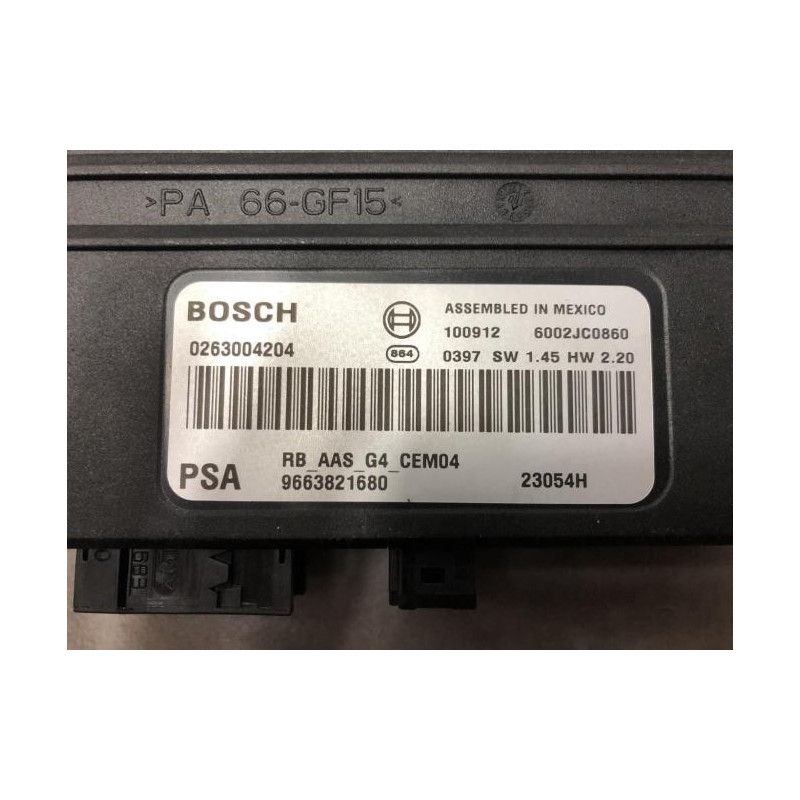 >PA 66-GF15<
BOSCH
ASSEMBLED IN MEXICO
100912 6002JC0860
0263004204
864
0397 SW 1.45 HW 2.20
PSA
RB_AAS_G4_CEM04
9663821680
23054H